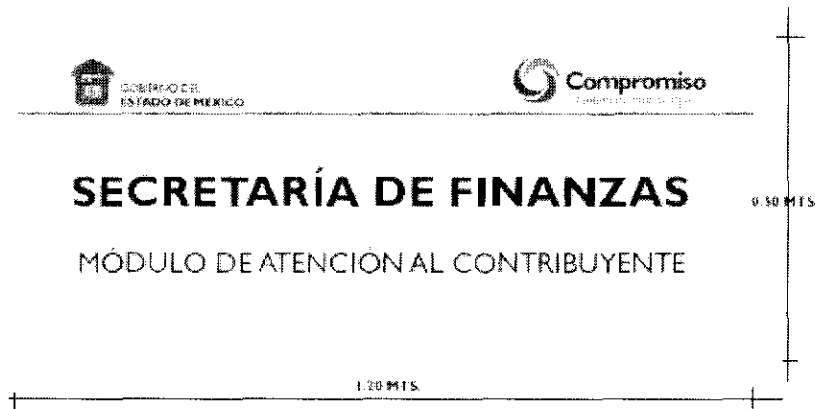 GOBIERNO DEL
ESTADO DE MÉXICO
Compromiso
SECRETARÍA DE FINANZAS
0.50 MTS.
MÓDULO DE ATENCIÓN AL CONTRIBUYENTE
1.20 MTS.